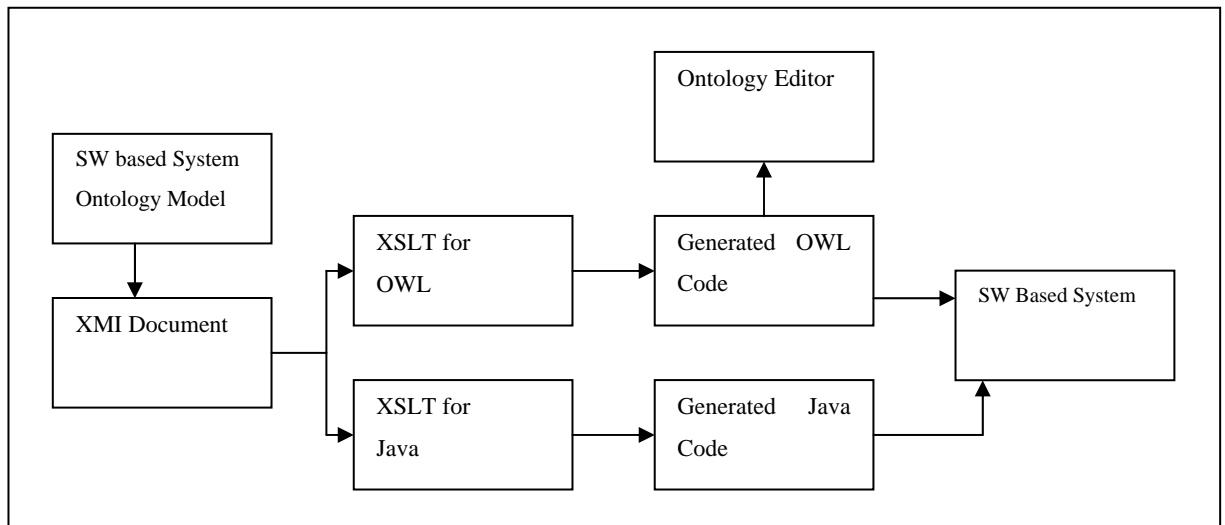 Ontology Editor
SW based System
Ontology Model
XSLT for
OWL
Generated OWL
Code
SW Based System
XMI Document
XSLT for
Java
Generated Java
Code